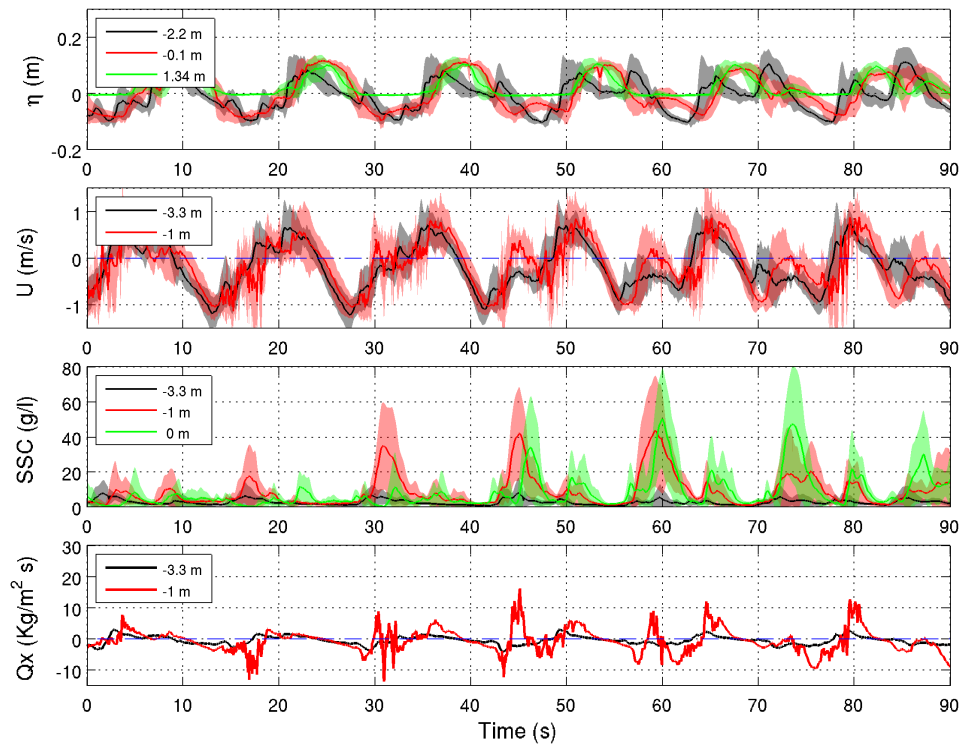 η (m)
0.2
0
-0.2
-2.2 m
-0.1 m
1.34 m
0 10 20 30 40 50 60 70 80 90
U (m/s)
1
0
-1
-3.3 m
-1 m
0 10 20 30 40 50 60 70 80 90
SSC (g/l)
80
60
40
20
0
-3.3 m
-1 m
0 m
0 10 20 30 40 50 60 70 80 90
Qx (Kg/m² s)
30
20
10
0
-10
-3.3 m
-1 m
0 10 20 30 40 50 60 70 80 90
Time (s)